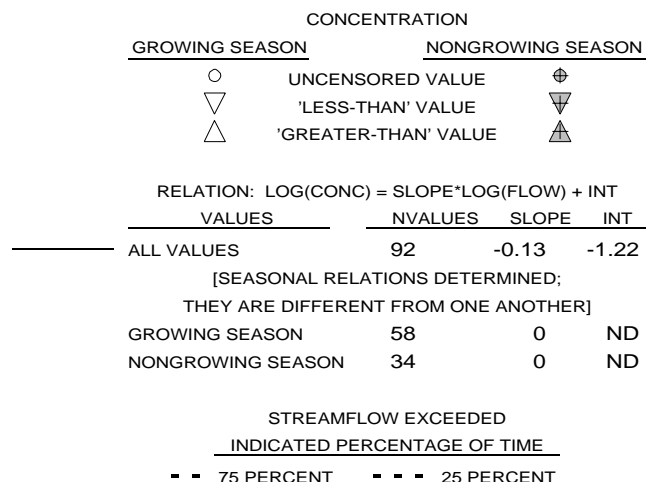 CONCENTRATION
GROWING SEASON NONGROWING SEASON
UNCENSORED VALUE
'LESS-THAN' VALUE
'GREATER-THAN' VALUE
RELATION: LOG(CONC) = SLOPE*LOG(FLOW) + INT
VALUES NVALUES SLOPE INT
ALL VALUES 92 -0.13 -1.22
[SEASONAL RELATIONS DETERMINED;
THEY ARE DIFFERENT FROM ONE ANOTHER]
GROWING SEASON 58 0 ND
NONGROWING SEASON 34 0 ND
STREAMFLOW EXCEEDED
INDICATED PERCENTAGE OF TIME
75 PERCENT 25 PERCENT